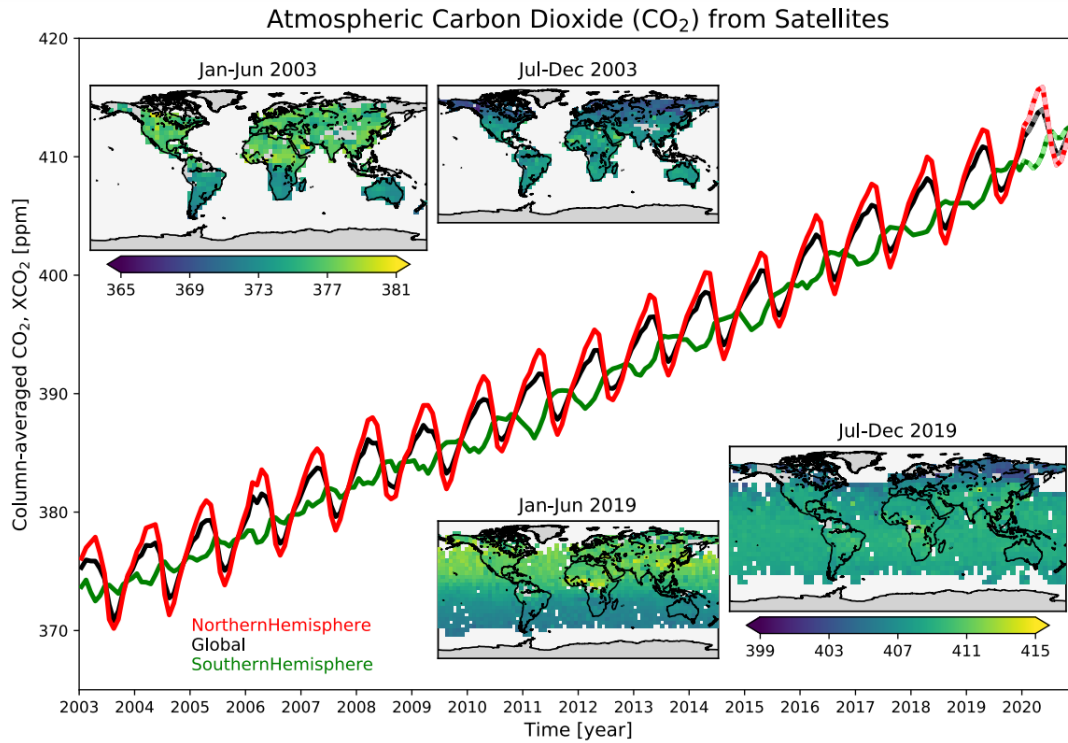 Atmospheric Carbon Dioxide (CO₂) from Satellites
Column-averaged CO₂, XCO₂ [ppm]
420
410
400
390
380
370
Jan-Jun 2003
Jul-Dec 2003
365 369 373 377 381
Jul-Dec 2019
Jan-Jun 2019
399 403 407 411 415
NorthernHemisphere
Global
SouthernHemisphere
2003 2004 2005 2006 2007 2008 2009 2010 2011 2012 2013 2014 2015 2016 2017 2018 2019 2020
Time [year]